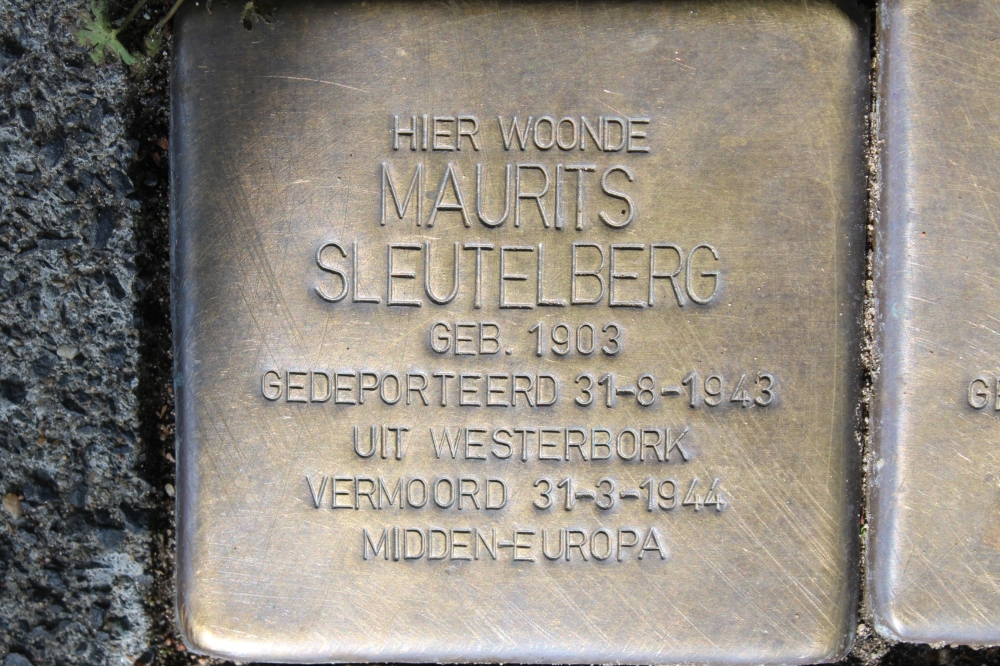 HIER WOONDE
MAURITS
SLEUTELBERG
GEB. 1903
GEDEPORTEERD 31-8-1943
UIT WESTERBORK
VERMOORD 31-3-1944
MIDDEN-EUROPA